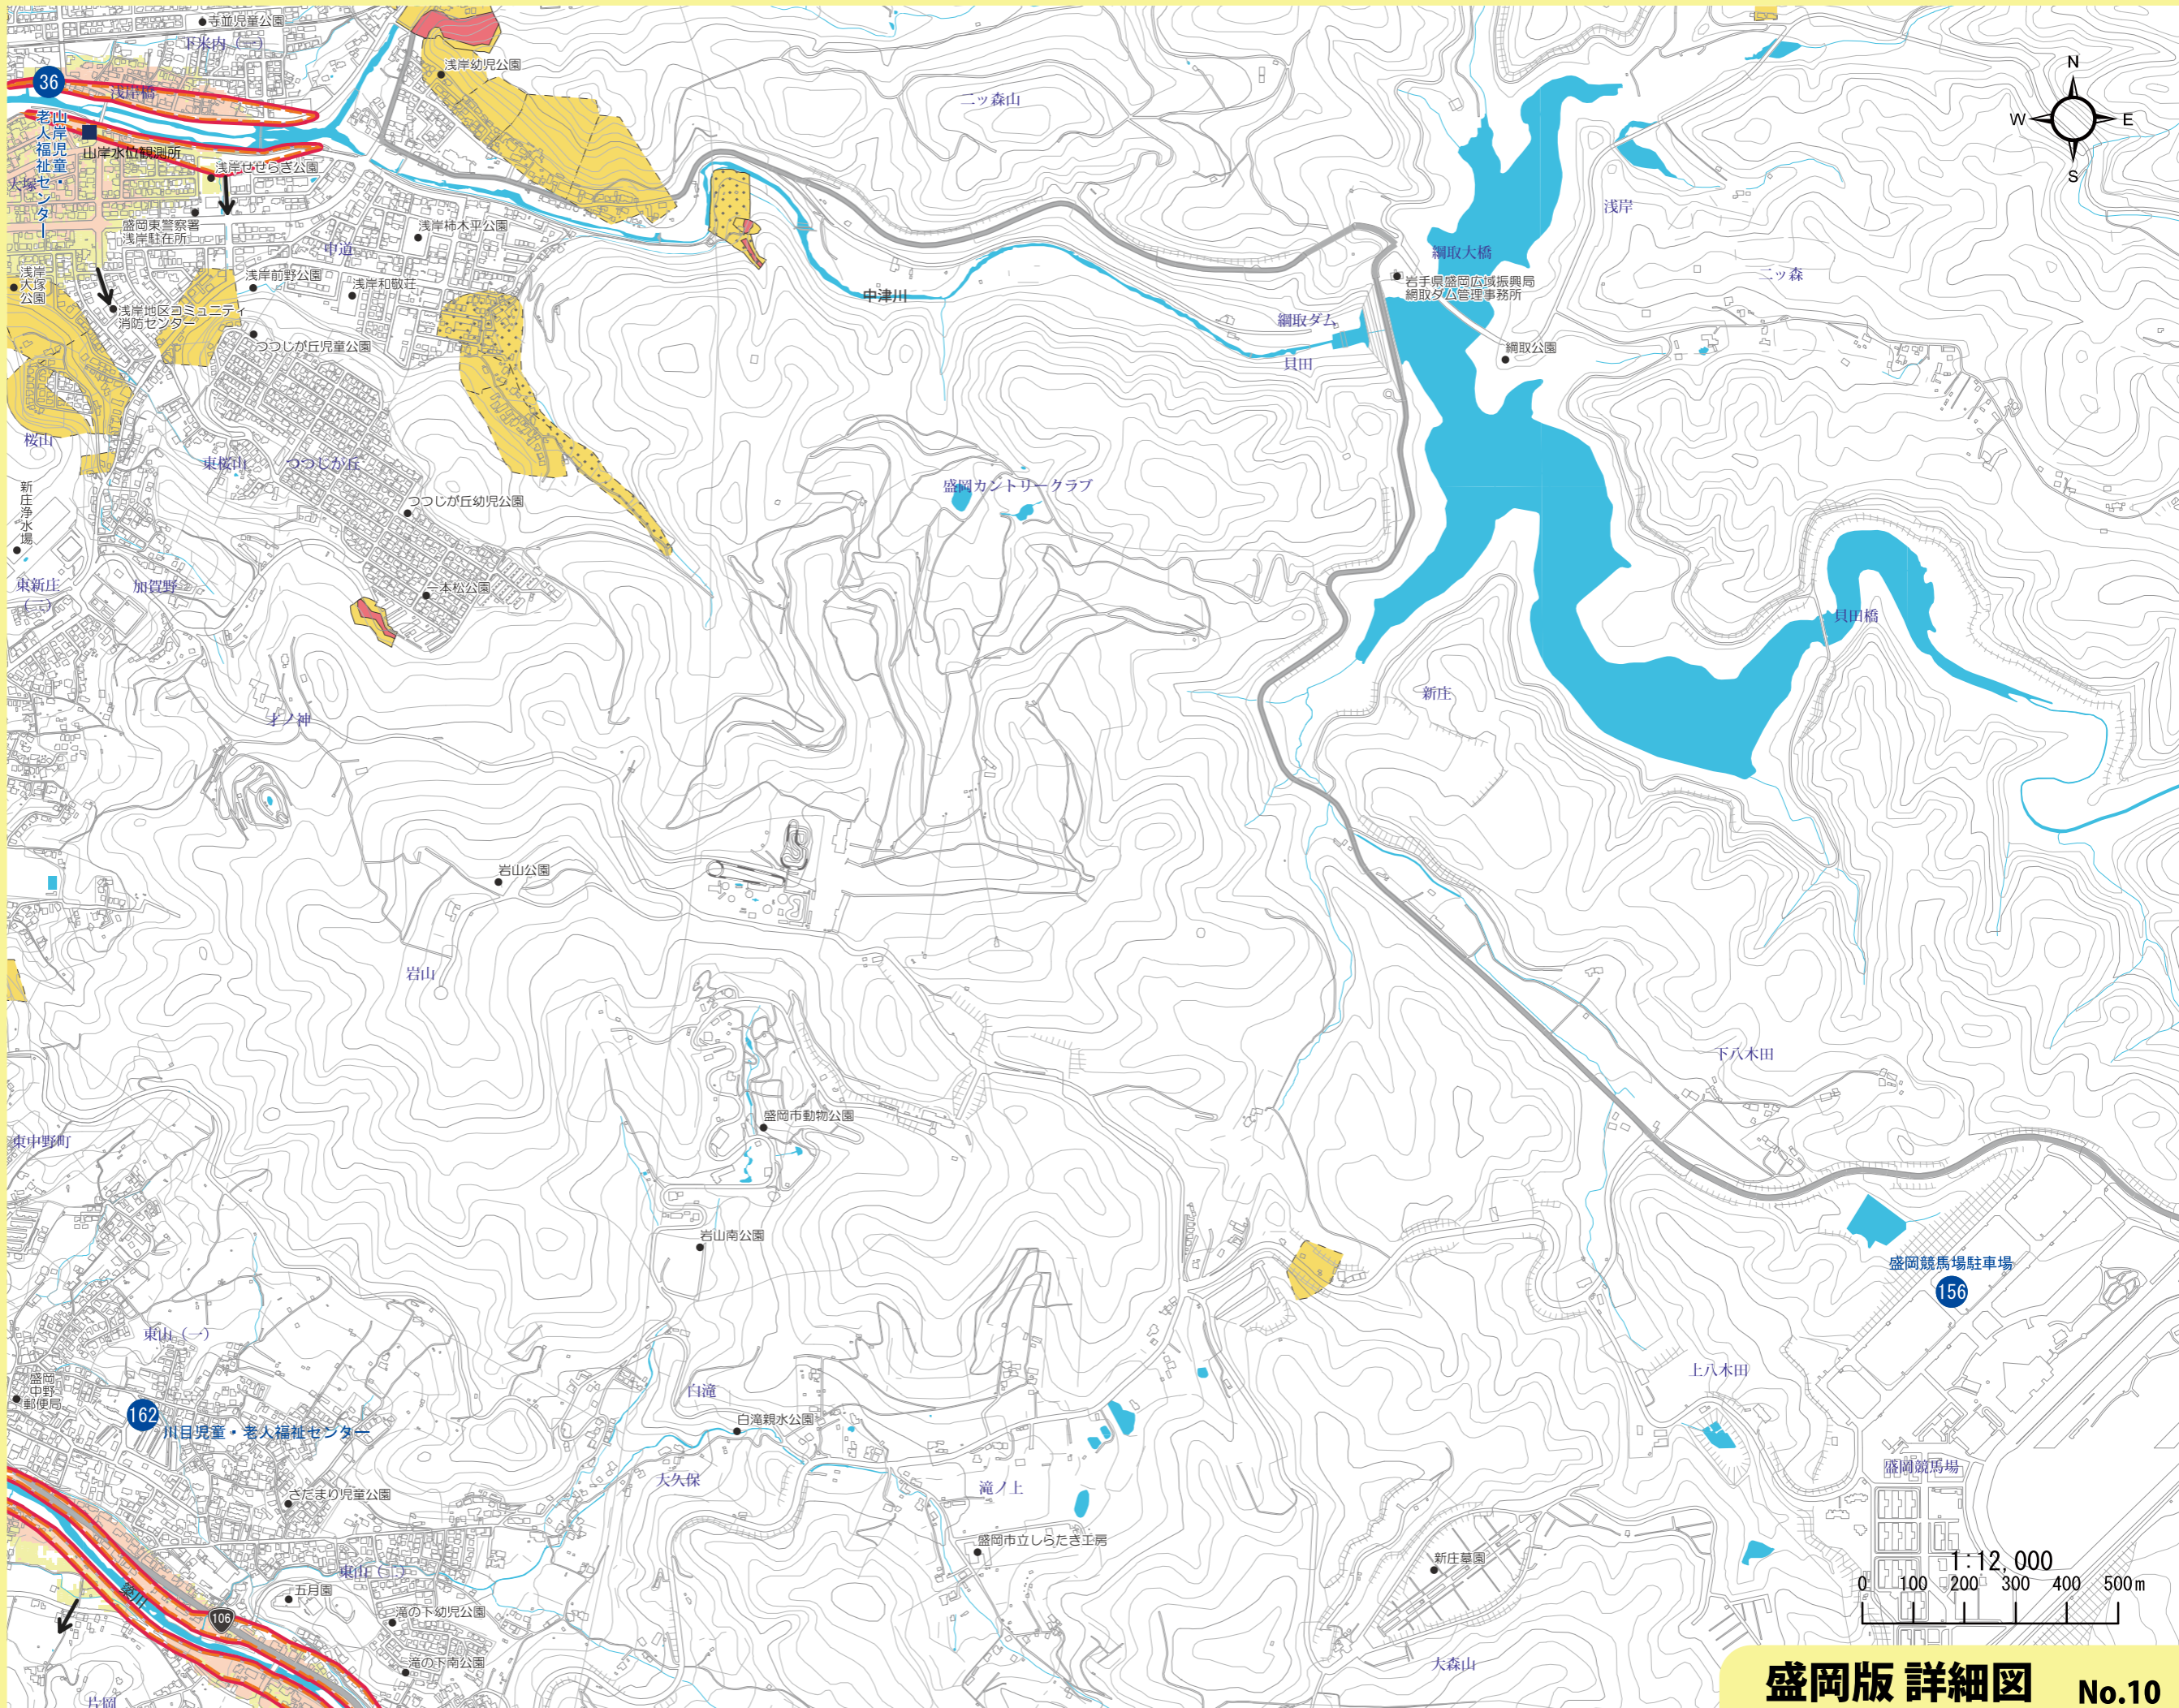 寺並児童公園
下米内（一）
浅岸幼児公園
二ッ森山
N
W
E
S
36
浅岸橋
山岸児童・
老人福祉センター
山岸水位観測所
浅岸せせらぎ公園
大塚
盛岡東警察署
浅岸駐在所
中道
浅岸柿木平公園
浅岸
綱取大橋
二ッ森
浅岸
大塚
公園
浅岸前野公園
浅岸和敬荘
中津川
岩手県盛岡広域振興局
綱取ダム管理事務所
浅岸地区コミュニティ
消防センター
綱取ダム
つつじが丘児童公園
綱取公園
貝田
桜山
東桜山
つつじが丘
新庄浄水場
つつじが丘幼児公園
盛岡カントリークラブ
東新庄
（二）
加賀野
一本松公園
貝田橋
新庄
才ノ神
岩山公園
岩山
下八木田
盛岡市動物公園
東中野町
岩山南公園
盛岡競馬場駐車場
156
東山（一）
上八木田
盛岡
中野
郵便局
162
川目児童・老人福祉センター
白滝
白滝親水公園
大久保
滝ノ上
盛岡競馬場
さだまり児童公園
盛岡市立しらたき工房
新庄墓園
東山（二）
五月園
簗川
106
滝の下幼児公園
滝の下南公園
大森山
片岡
1:12,000
0 100 200 300 400 500m
盛岡版 詳細図 No.10